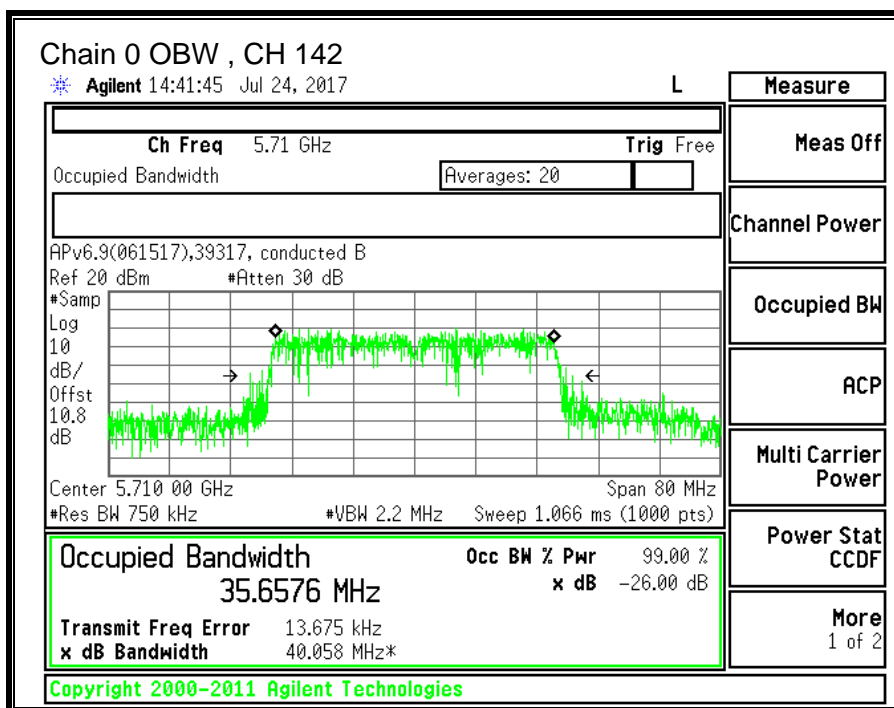 Chain 0 OBW , CH 142
Agilent 14:41:45 Jul 24, 2017 L
Measure
Ch Freq 5.71 GHz Trig Free
Occupied Bandwidth Averages: 20
APv6.9(061517),39317, conducted B
Ref 20 dBm #Atten 30 dB
#Samp
Log
10
dB/
Offst
10.8
dB
Center 5.710 00 GHz Span 80 MHz
#Res BW 750 kHz #VBW 2.2 MHz Sweep 1.066 ms (1000 pts)
Occupied Bandwidth
35.6576 MHz
Occ BW % Pwr 99.00 %
x dB -26.00 dB
Transmit Freq Error 13.675 kHz
x dB Bandwidth 40.058 MHz*
Meas Off
Channel Power
Occupied BW
ACP
Multi Carrier
Power
Power Stat
CCDF
More
1 of 2
Copyright 2000-2011 Agilent Technologies